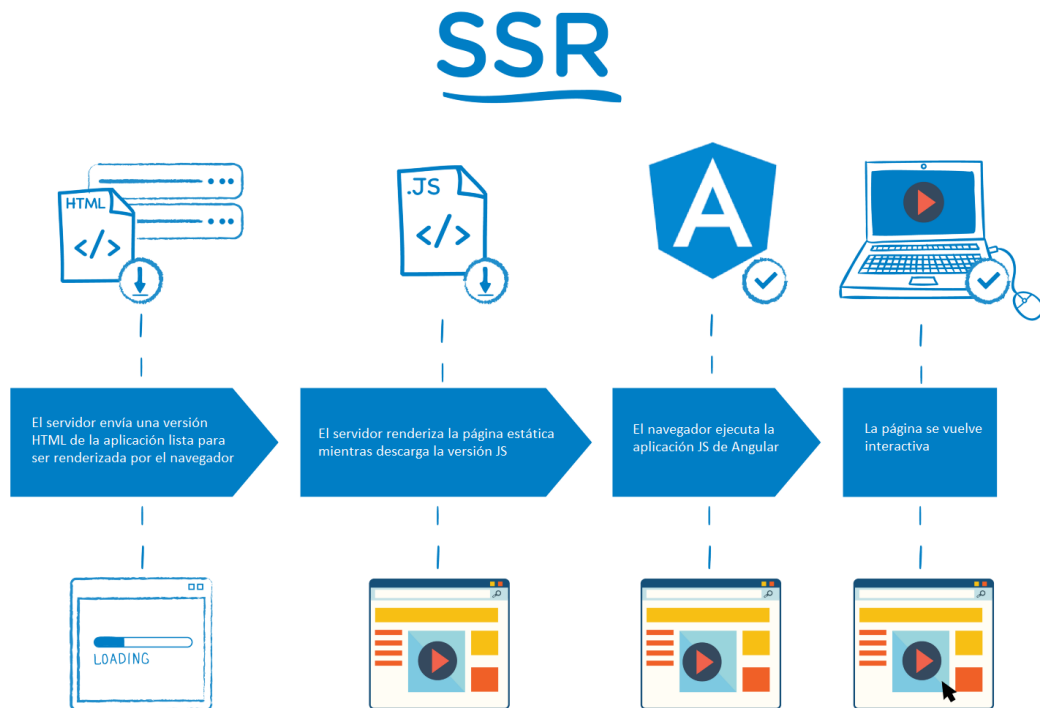 SSR
HTML
</>
.JS
</>
A
El servidor envía una versión
HTML de la aplicación lista para
ser renderizada por el navegador
El servidor renderiza la página estática
mientras descarga la versión JS
El navegador ejecuta la
aplicación JS de Angular
La página se vuelve
interactiva
LOADING